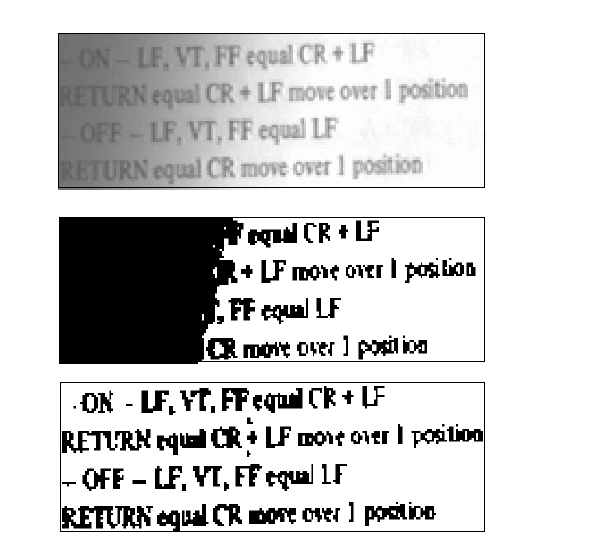 – ON – LF, VT, FF equal CR + LF
RETURN equal CR + LF move over 1 position
– OFF – LF, VT, FF equal LF
RETURN equal CR move over 1 position
F equal CR + LF
R + LF move over 1 position
, FF equal LF
CR move over 1 position
- ON - LF, VT, FF equal CR + LF
RETURN equal CR + LF move over 1 position
– OFF – LF, VT, FF equal LF
RETURN equal CR move over 1 position